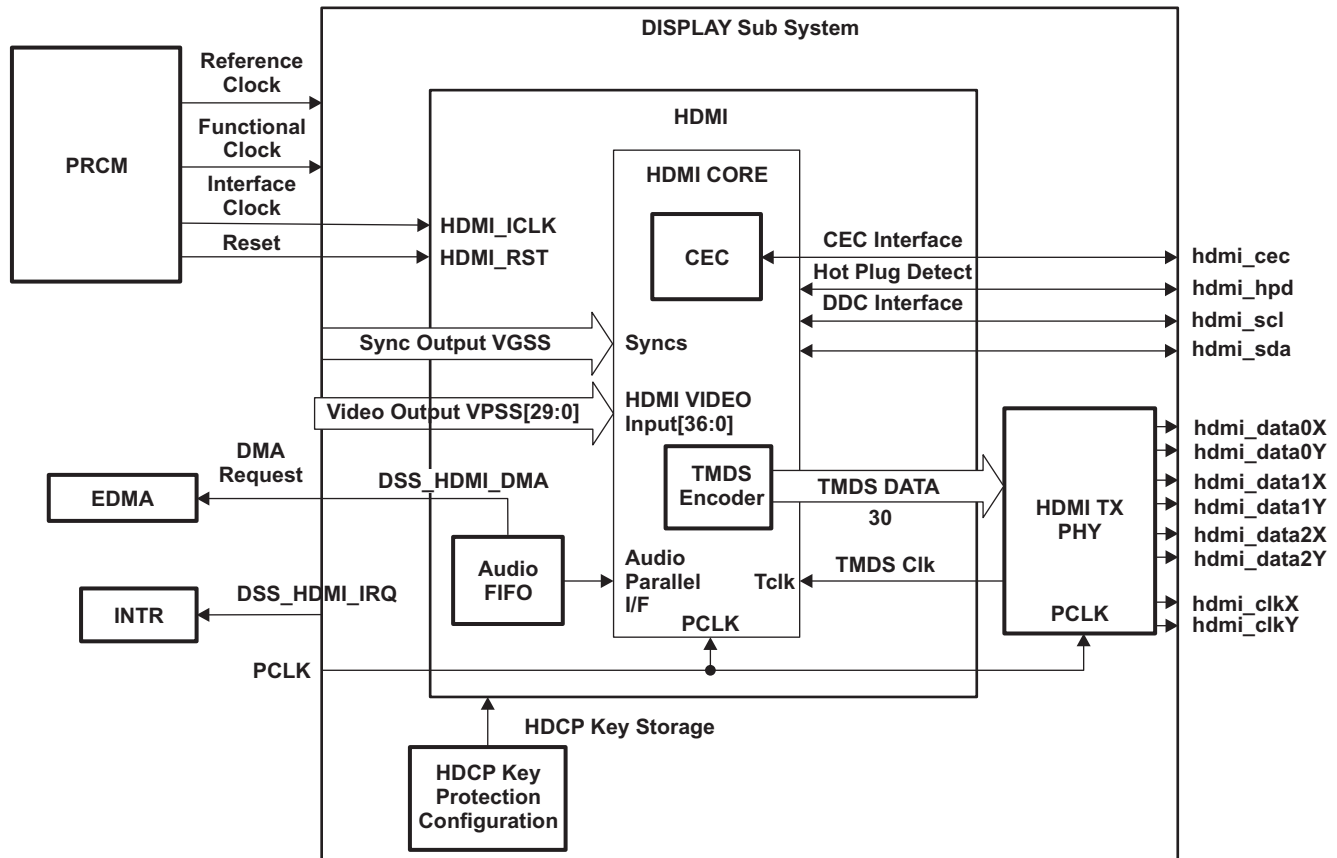 DISPLAY Sub System
Reference
Clock
Functional
Clock
PRCM
Interface
Clock
Reset
HDMI
HDMI CORE
HDMI_ICLK
HDMI_RST
CEC
CEC Interface
hdmi_cec
Hot Plug Detect
hdmi_hpd
DDC Interface
hdmi_scl
hdmi_sda
Sync Output VGSS
Syncs
Video Output VPSS[29:0]
HDMI VIDEO
Input[36:0]
DMA
Request
EDMA
DSS_HDMI_DMA
TMDS
Encoder
TMDS DATA
30
HDMI TX
PHY
hdmi_data0X
hdmi_data0Y
hdmi_data1X
hdmi_data1Y
hdmi_data2X
hdmi_data2Y
Audio
FIFO
Audio
Parallel
I/F
Tclk
TMDS Clk
DSS_HDMI_IRQ
INTR
PCLK
PCLK
hdmi_clkX
hdmi_clkY
PCLK
HDCP Key Storage
HDCP Key
Protection
Configuration